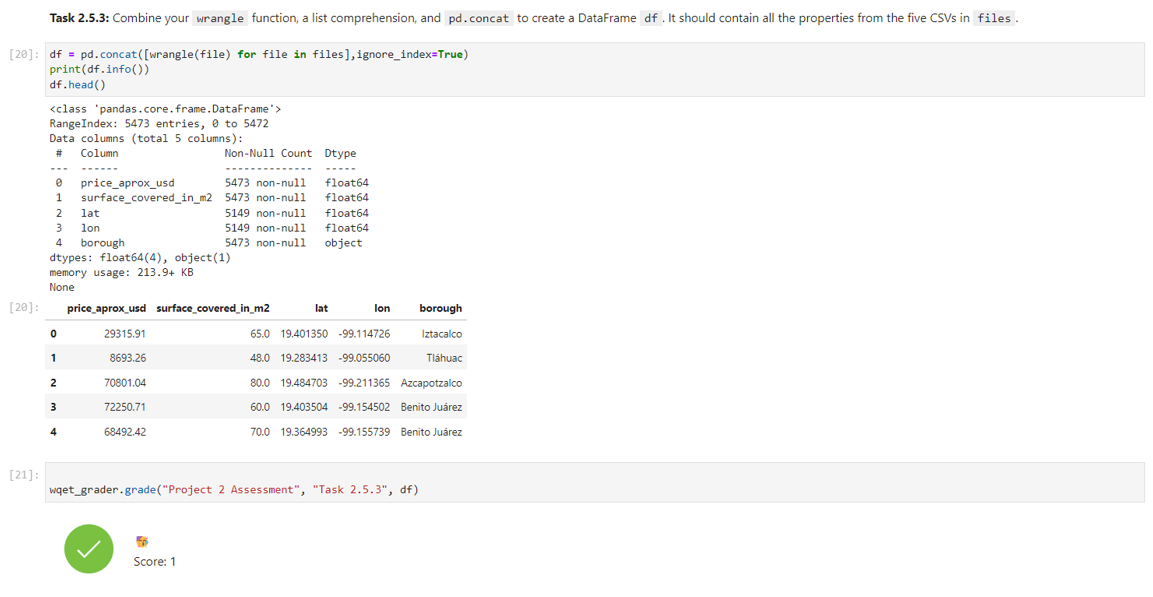 Task 2.5.3: Combine your wrangle function, a list comprehension, and pd.concat to create a DataFrame df. It should contain all the properties from the five CSVs in files.
[20]: df = pd.concat([wrangle(file) for file in files],ignore_index=True)
print(df.info())
df.head()
<class 'pandas.core.frame.DataFrame'>
RangeIndex: 5473 entries, 0 to 5472
Data columns (total 5 columns):
# Column Non-Null Count Dtype
--- ------ -------------- -----
0 price_aprox_usd 5473 non-null float64
1 surface_covered_in_m2 5473 non-null float64
2 lat 5149 non-null float64
3 lon 5149 non-null float64
4 borough 5473 non-null object
dtypes: float64(4), object(1)
memory usage: 213.9+ KB
None
[20]: price_aprox_usd surface_covered_in_m2 lat lon borough
0 29315.91 65.0 19.401350 -99.114726 Iztacalco
1 8693.26 48.0 19.283413 -99.055060 Tláhuac
2 70801.04 80.0 19.484703 -99.211365 Azcapotzalco
3 72250.71 60.0 19.403504 -99.154502 Benito Juárez
4 68492.42 70.0 19.364993 -99.155739 Benito Juárez
[21]:
wqet_grader.grade("Project 2 Assessment", "Task 2.5.3", df)
Score: 1